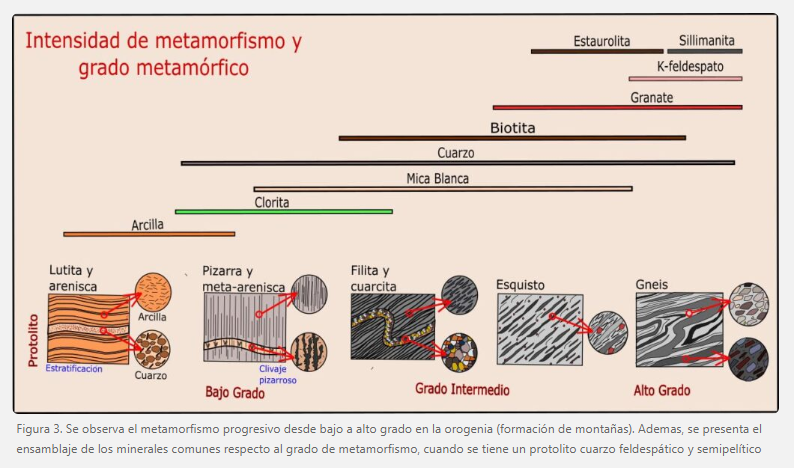 Intensidad de metamorfismo y
grado metamórfico
Estaurolita
Sillimanita
K-feldespato
Granate
Biotita
Cuarzo
Mica Blanca
Clorita
Arcilla
Lutita y
arenisca
Pizarra y
meta-arenisca
Filita y
cuarcita
Esquisto
Gneis
Protolito
Arcilla
Cuarzo
Estratificación
Clivaje
pizarroso
Bajo Grado
Grado Intermedio
Alto Grado
Figura 3. Se observa el metamorfismo progresivo desde bajo a alto grado en la orogenia (formación de montañas). Ademas, se presenta el
ensamblaje de los minerales comunes respecto al grado de metamorfismo, cuando se tiene un protolito cuarzo feldespático y semipelítico